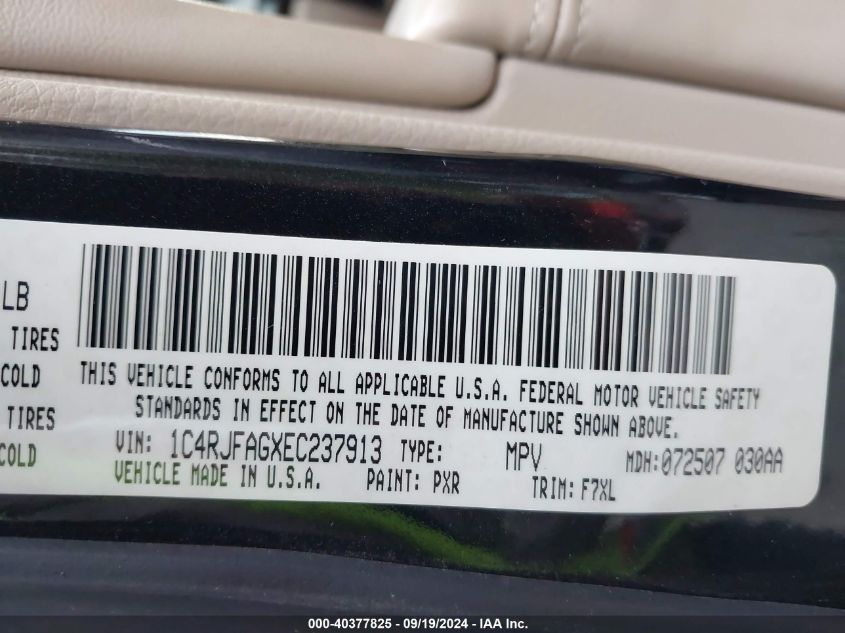 LB
TIRES
COLD
TIRES
COLD
THIS VEHICLE CONFORMS TO ALL APPLICABLE U.S.A. FEDERAL MOTOR VEHICLE SAFETY
STANDARDS IN EFFECT ON THE DATE OF MANUFACTURE SHOWN ABOVE.
VIN: 1C4RJFAGXEC237913 TYPE: MPV MDH:072507 030AA
VEHICLE MADE IN U.S.A. PAINT: PXR TRIM: F7XL
000-40377825 - 09/19/2024 - IAA Inc.